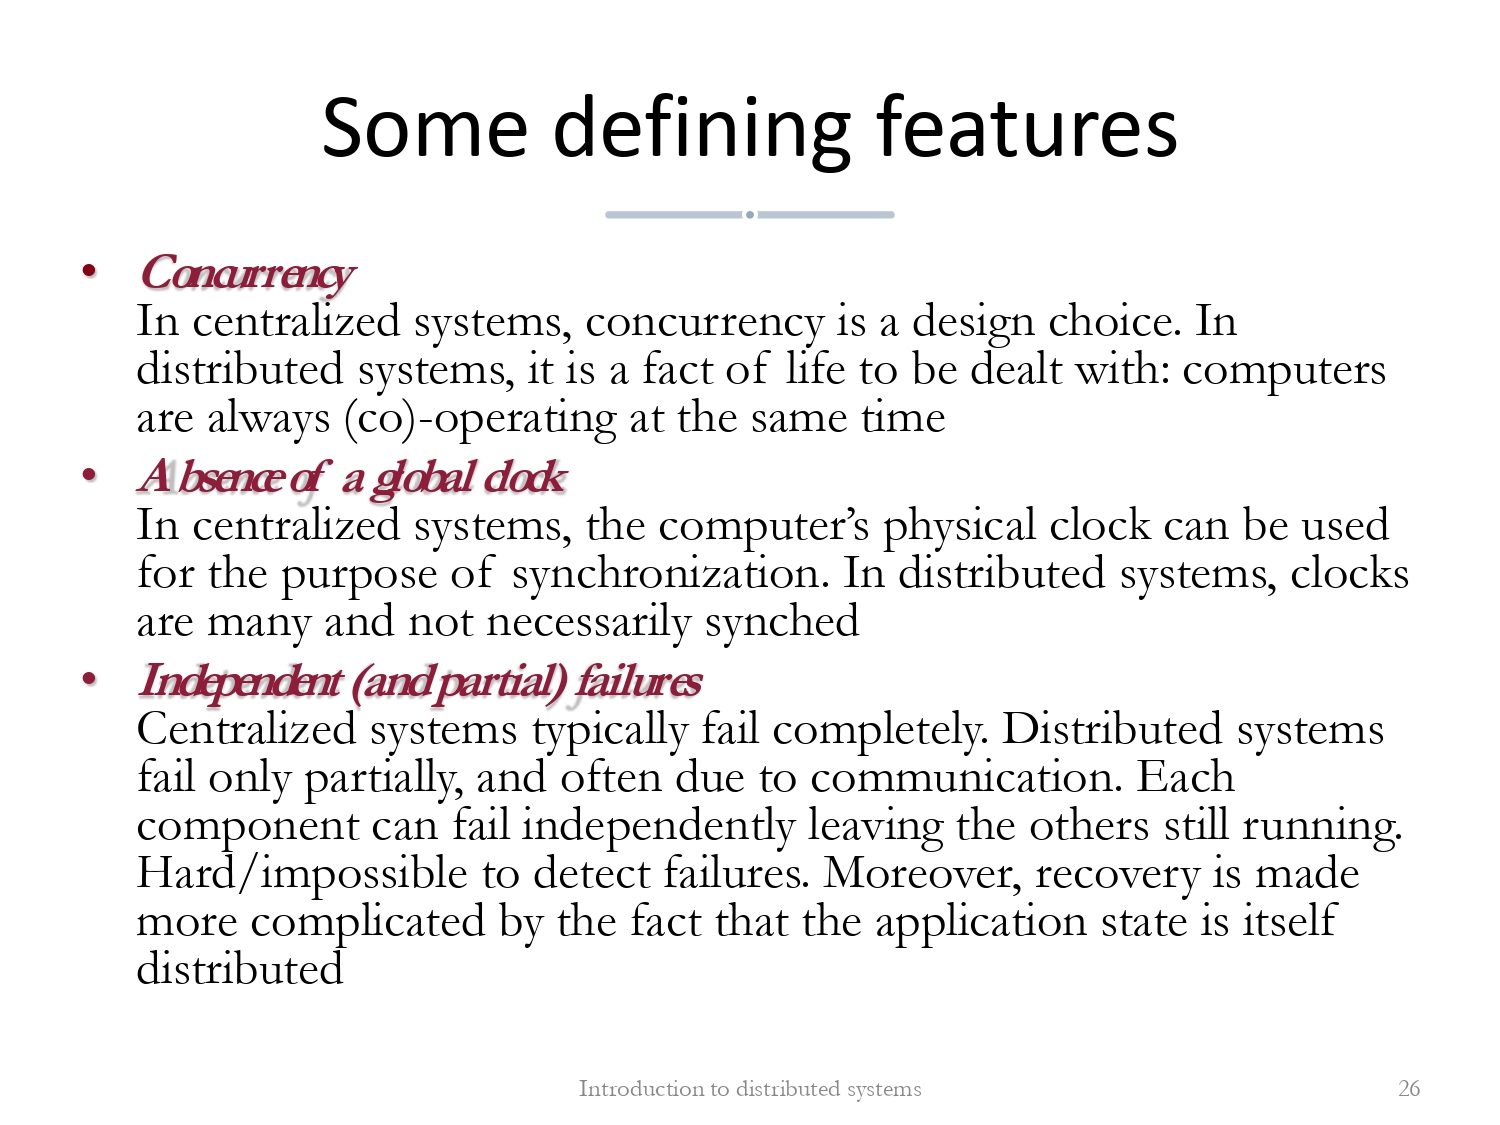 Some defining features
• Concurrency
In centralized systems, concurrency is a design choice. In
distributed systems, it is a fact of life to be dealt with: computers
are always (co)-operating at the same time
• Absence of a global clock
In centralized systems, the computer’s physical clock can be used
for the purpose of synchronization. In distributed systems, clocks
are many and not necessarily synched
• Independent (and partial) failures
Centralized systems typically fail completely. Distributed systems
fail only partially, and often due to communication. Each
component can fail independently leaving the others still running.
Hard/impossible to detect failures. Moreover, recovery is made
more complicated by the fact that the application state is itself
distributed
Introduction to distributed systems
26